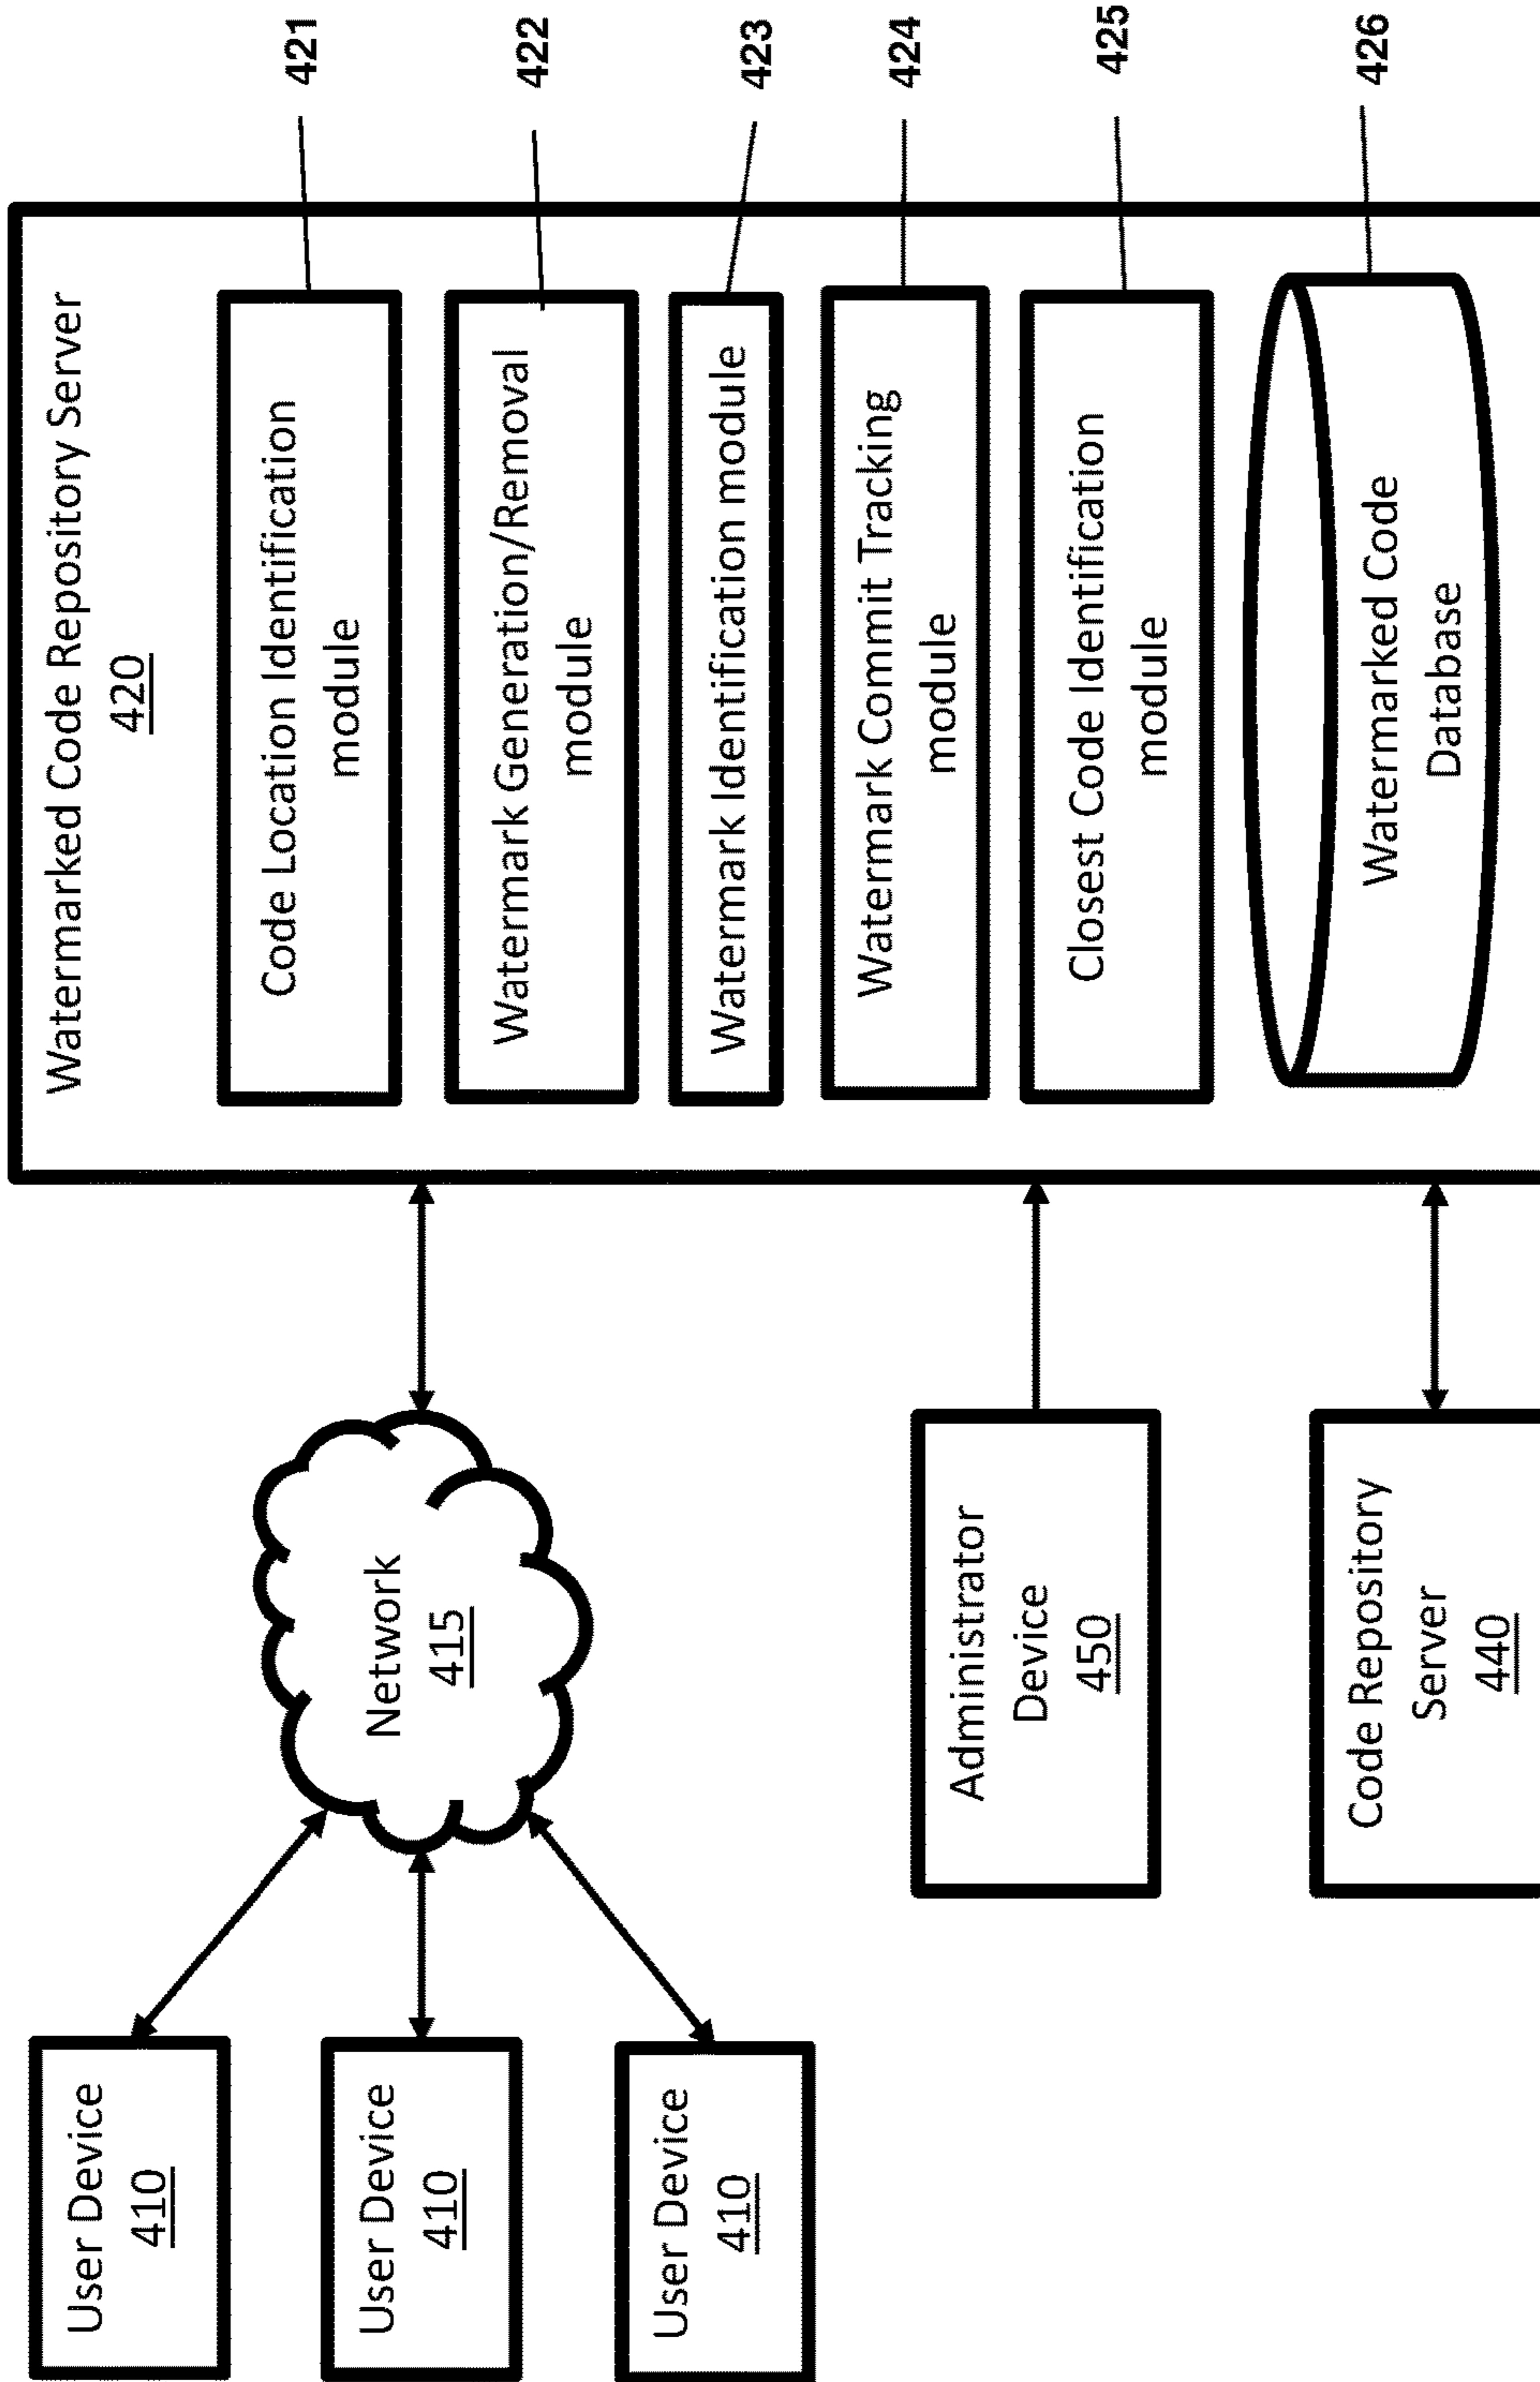 User Device
410
User Device
410
User Device
410
Network
415
Administrator
Device
450
Code Repository
Server
440
Watermarked Code Repository Server
420
Code Location Identification
module
421
Watermark Generation/Removal
module
422
Watermark Identification module
423
Watermark Commit Tracking
module
424
Closest Code Identification
module
425
Watermarked Code
Database
426